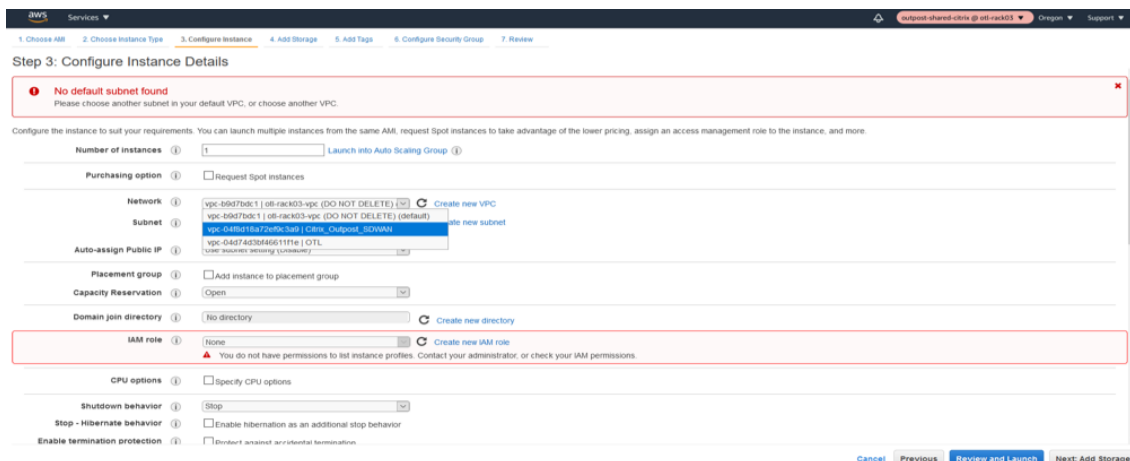 aws Services outpost-shared-citrix @ otl-rack03 Oregon Support
1. Choose AMI 2. Choose Instance Type 3. Configure Instance 4. Add Storage 5. Add Tags 6. Configure Security Group 7. Review
Step 3: Configure Instance Details
No default subnet found
Please choose another subnet in your default VPC, or choose another VPC.
Configure the instance to suit your requirements. You can launch multiple instances from the same AMI, request Spot instances to take advantage of the lower pricing, assign an access management role to the instance, and more.
Number of instances 1 Launch into Auto Scaling Group
Purchasing option Request Spot instances
Network vpc-b9d7bdc1 | otl-rack03-vpc (DO NOT DELETE) ( Create new VPC
vpc-b9d7bdc1 | otl-rack03-vpc (DO NOT DELETE) (default)
Subnet vpc-04f8d18a72ef9c3a9 | Citrix_Outpost_SDWAN ate new subnet
vpc-04d74d3bf46611f1e | OTL
Auto-assign Public IP Use subnet setting (Disable)
Placement group Add instance to placement group
Capacity Reservation Open
Domain join directory No directory Create new directory
IAM role None Create new IAM role
You do not have permissions to list instance profiles. Contact your administrator, or check your IAM permissions.
CPU options Specify CPU options
Shutdown behavior Stop
Stop - Hibernate behavior Enable hibernation as an additional stop behavior
Enable termination protection Protect against accidental termination
Cancel Previous Review and Launch Next: Add Storage